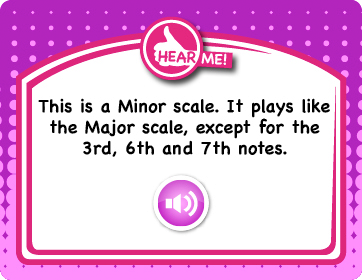 HEAR ME!
This is a Minor scale. It plays like
the Major scale, except for the
3rd, 6th and 7th notes.